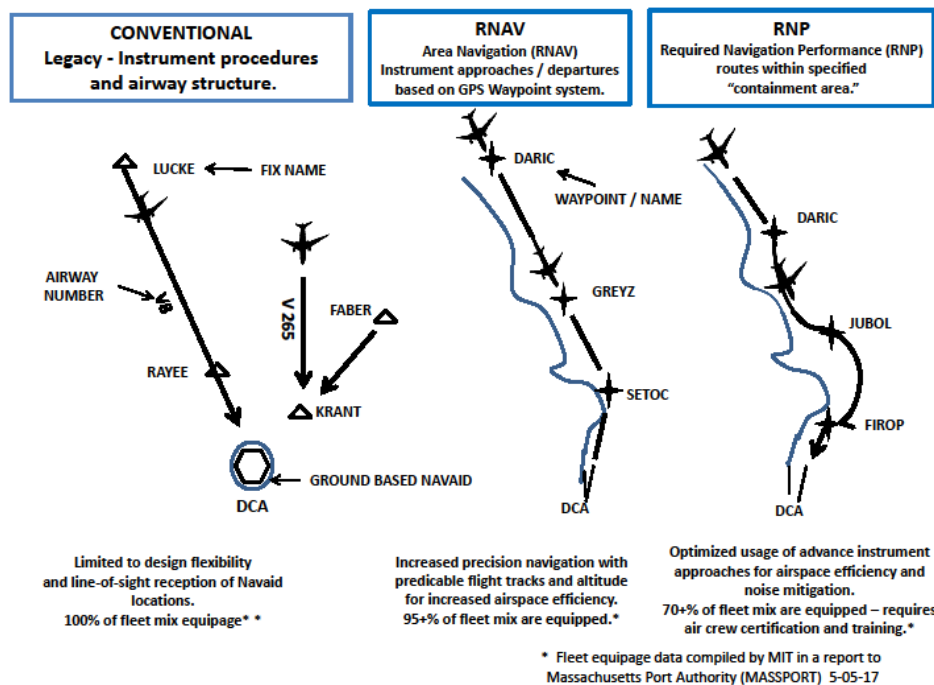 CONVENTIONAL
Legacy - Instrument procedures
and airway structure.
LUCKE
FIX NAME
AIRWAY
NUMBER
V 265
FABER
RAYEE
KRANT
GROUND BASED NAVAID
DCA
Limited to design flexibility
and line-of-sight reception of Navaid
locations.
100% of fleet mix equipage* *
RNAV
Area Navigation (RNAV)
Instrument approaches / departures
based on GPS Waypoint system.
DARIC
WAYPOINT / NAME
GREYZ
SETOC
DCA
Increased precision navigation with
predicable flight tracks and altitude
for increased airspace efficiency.
95+% of fleet mix are equipped.*
RNP
Required Navigation Performance (RNP)
routes within specified
“containment area.”
DARIC
JUBOL
FIROP
DCA
Optimized usage of advance instrument
approaches for airspace efficiency and
noise mitigation.
70+% of fleet mix are equipped – requires
air crew certification and training.*
* Fleet equipage data compiled by MIT in a report to
Massachusetts Port Authority (MASSPORT) 5-05-17